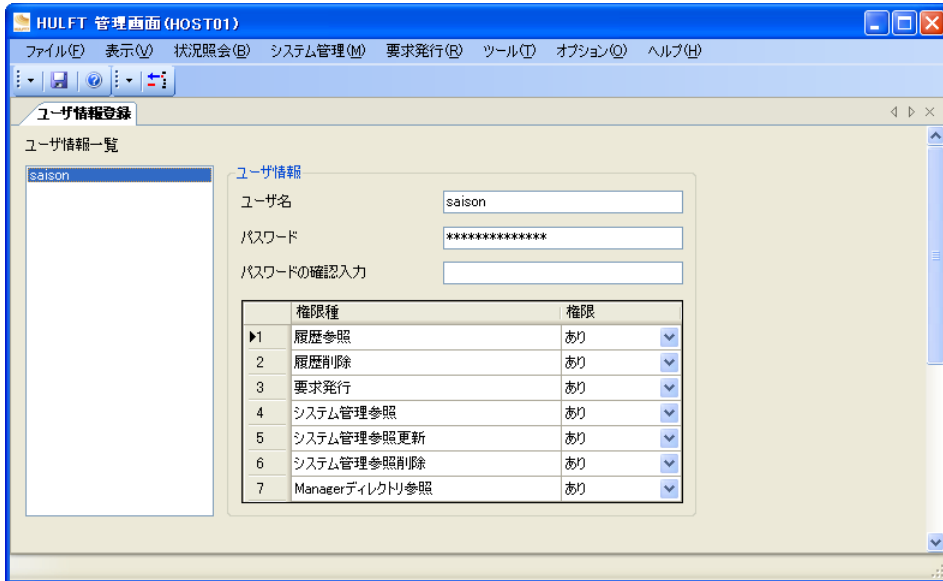 HULFT 管理画面(HOST01)
ファイル(F) 表示(V) 状況照会(B) システム管理(M) 要求発行(R) ツール(T) オプション(O) ヘルプ(H)
ユーザ情報登録
ユーザ情報一覧
saison
ユーザ情報
ユーザ名 saison
パスワード **************
パスワードの確認入力
権限種 権限
1 履歴参照 あり
2 履歴削除 あり
3 要求発行 あり
4 システム管理参照 あり
5 システム管理参照更新 あり
6 システム管理参照削除 あり
7 Managerディレクトリ参照 あり